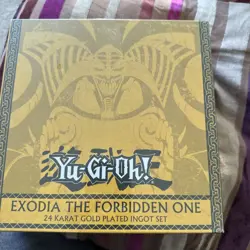 Yu-Gi-Oh!
EXODIA THE FORBIDDEN ONE
24 KARAT GOLD PLATED INGOT SET